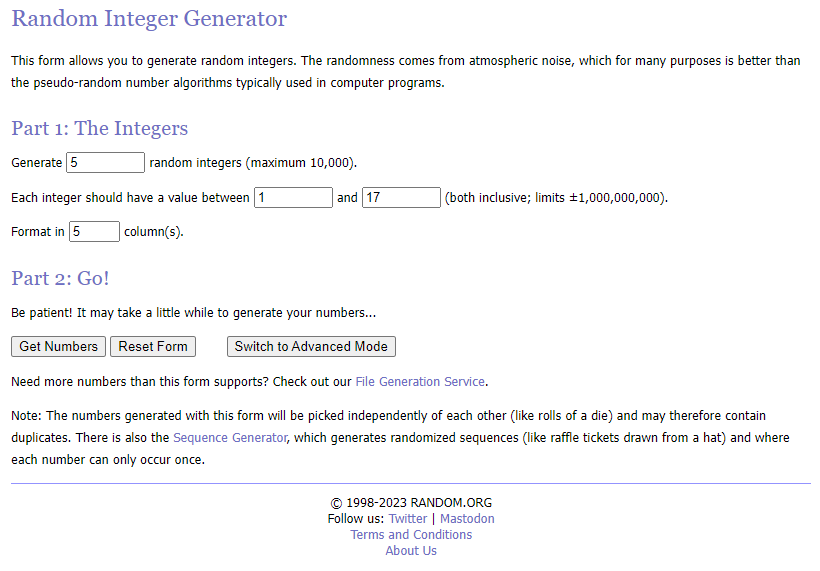 Random Integer Generator
This form allows you to generate random integers. The randomness comes from atmospheric noise, which for many purposes is better than
the pseudo-random number algorithms typically used in computer programs.
Part 1: The Integers
Generate 5 random integers (maximum 10,000).
Each integer should have a value between 1 and 17 (both inclusive; limits ±1,000,000,000).
Format in 5 column(s).
Part 2: Go!
Be patient! It may take a little while to generate your numbers...
Get Numbers Reset Form Switch to Advanced Mode
Need more numbers than this form supports? Check out our File Generation Service.
Note: The numbers generated with this form will be picked independently of each other (like rolls of a die) and may therefore contain
duplicates. There is also the Sequence Generator, which generates randomized sequences (like raffle tickets drawn from a hat) and where
each number can only occur once.
© 1998-2023 RANDOM.ORG
Follow us: Twitter | Mastodon
Terms and Conditions
About Us